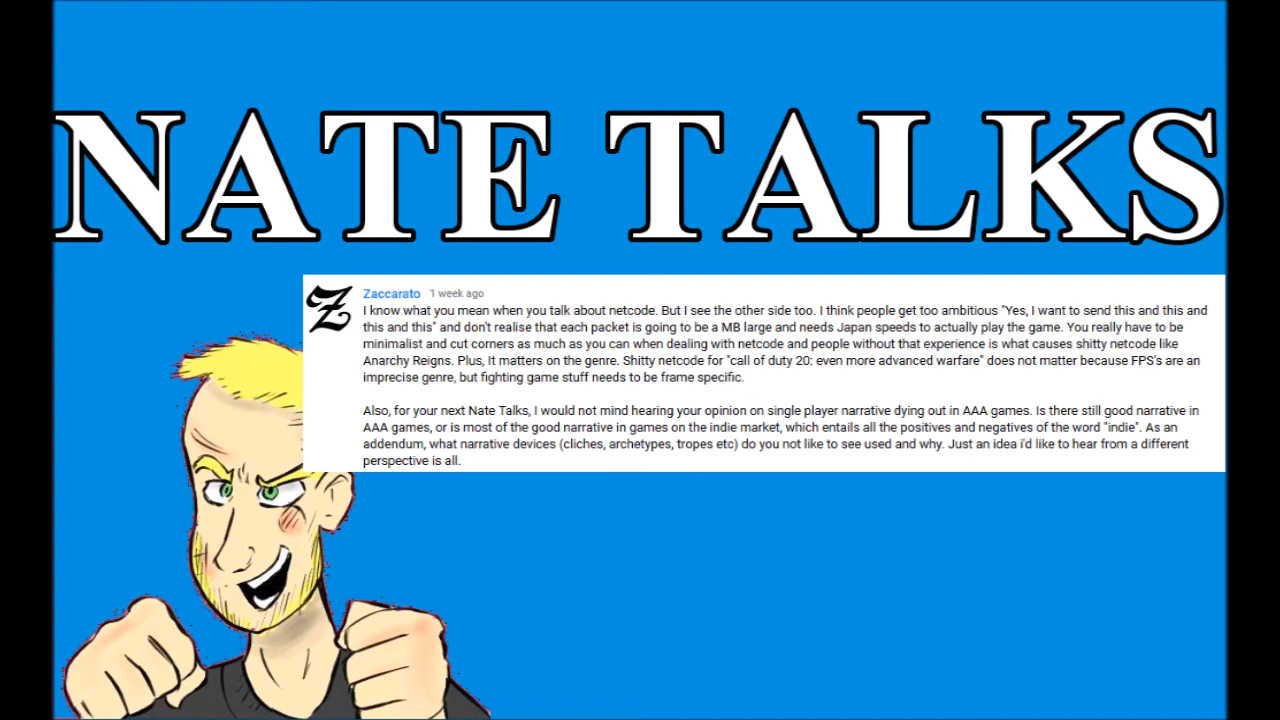 NATE TALKS
Z
Zaccarato 1 week ago
I know what you mean when you talk about netcode. But I see the other side too. I think people get too ambitious "Yes, I want to send this and this and
this and this" and don't realise that each packet is going to be a MB large and needs Japan speeds to actually play the game. You really have to be
minimalist and cut corners as much as you can when dealing with netcode and people without that experience is what causes shitty netcode like
Anarchy Reigns. Plus, It matters on the genre. Shitty netcode for "call of duty 20: even more advanced warfare" does not matter because FPS's are an
imprecise genre, but fighting game stuff needs to be frame specific.
Also, for your next Nate Talks, I would not mind hearing your opinion on single player narrative dying out in AAA games. Is there still good narrative in
AAA games, or is most of the good narrative in games on the indie market, which entails all the positives and negatives of the word "indie". As an
addendum, what narrative devices (cliches, archetypes, tropes etc) do you not like to see used and why. Just an idea i'd like to hear from a different
perspective is all.